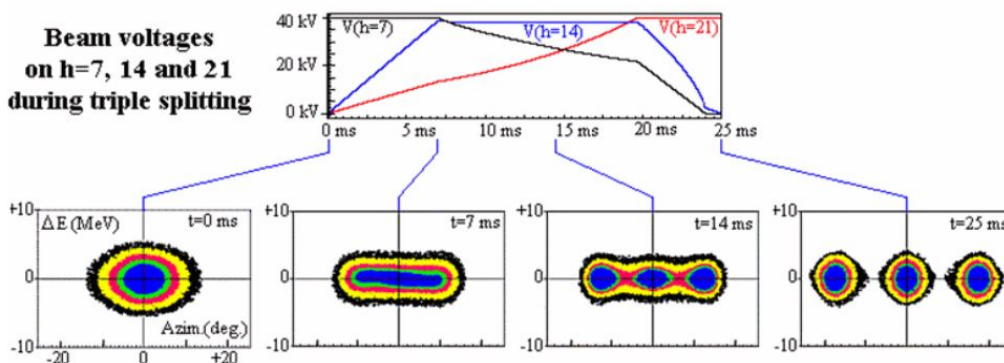 Beam voltages
on h=7, 14 and 21
during triple splitting
40 kV
20 kV
0 kV
V(h=7)
V(h=14)
V(h=21)
0 ms
5 ms
10 ms
15 ms
20 ms
25 ms
+10
0
-10
ΔE (MeV)
t=0 ms
Azim.(deg.)
-20
0
+20
+10
0
-10
t=7 ms
+10
0
-10
t=14 ms
+10
0
-10
t=25 ms